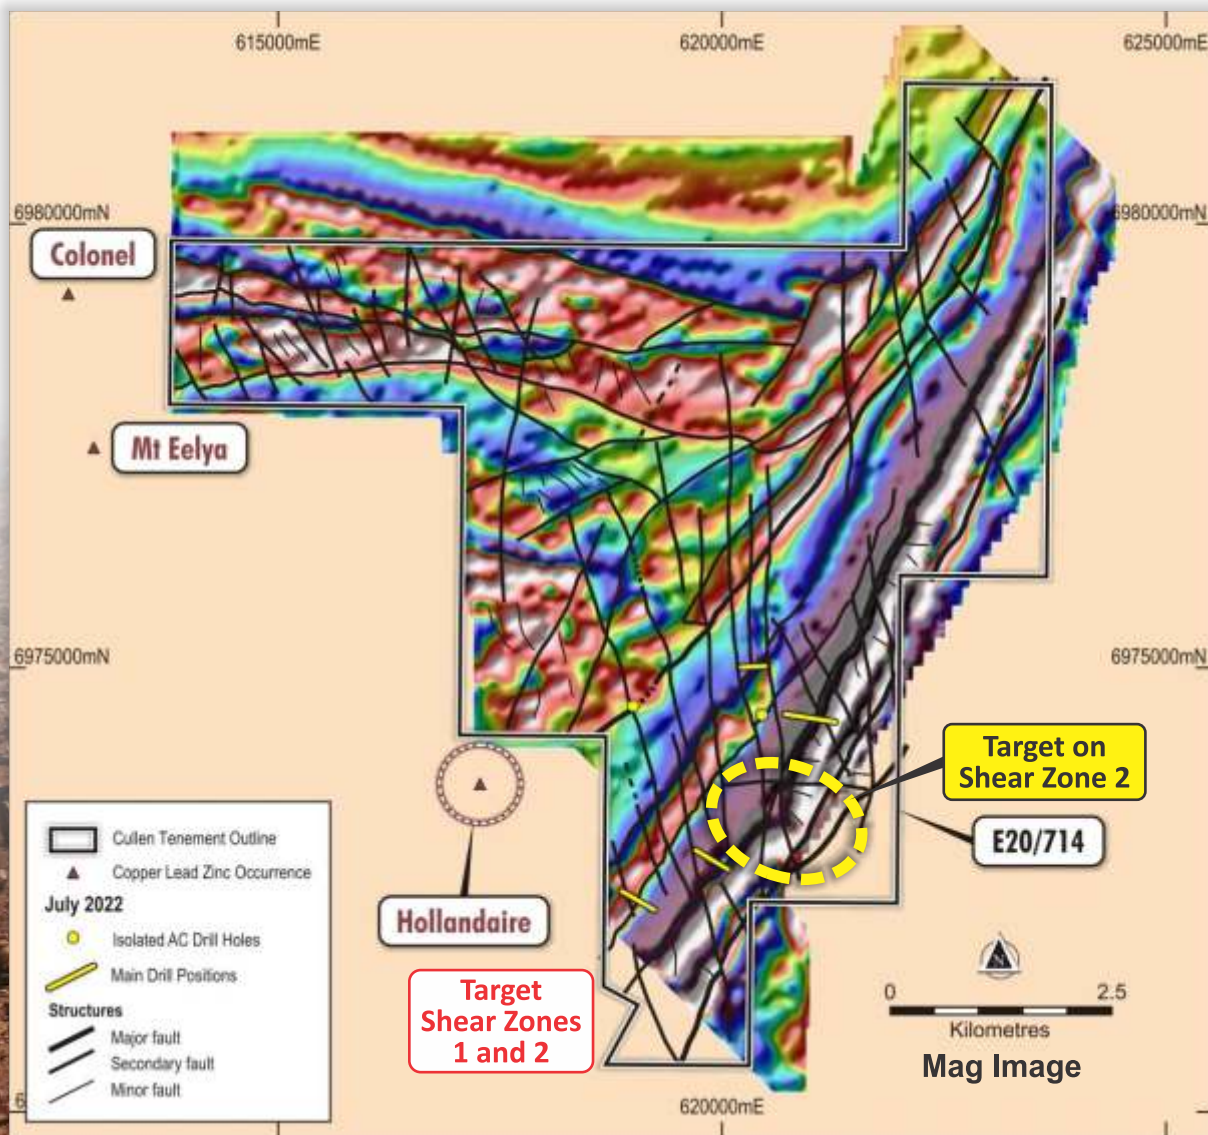 615000mE
620000mE
625000mE
6980000mN
6980000mN
Colonel
Mt Eelya
6975000mN
6975000mN
Target on
Shear Zone 2
E20/714
Hollandaire
Target
Shear Zones
1 and 2
Cullen Tenement Outline
Copper Lead Zinc Occurrence
July 2022
Isolated AC Drill Holes
Main Drill Positions
Structures
Major fault
Secondary fault
Minor fault
N
0 2.5
Kilometres
Mag Image
6
620000mE